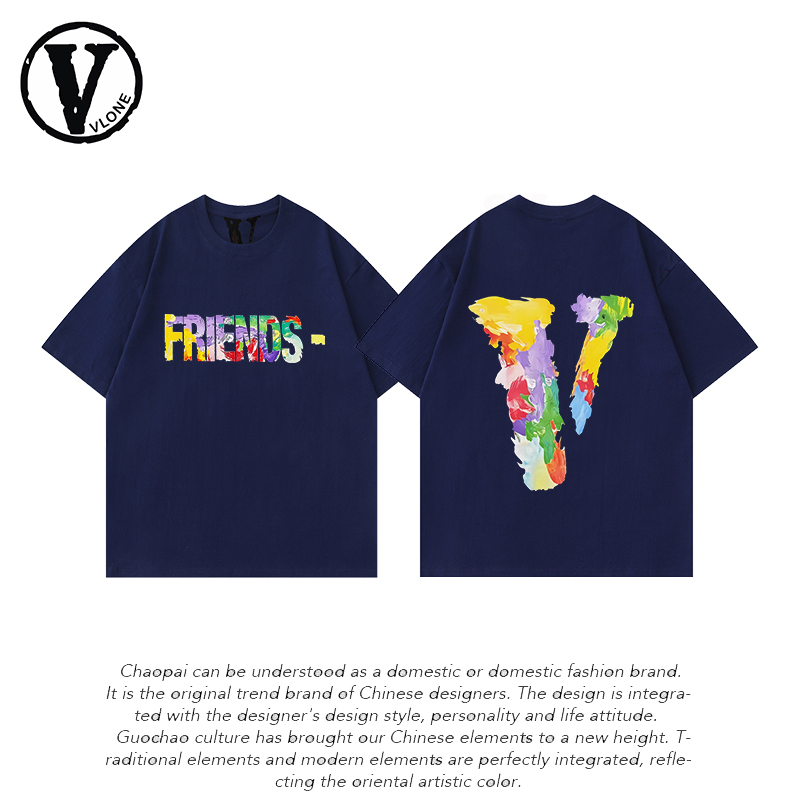 V
VLONE
V
FRIENDS-
V
Chaopai can be understood as a domestic or domestic fashion brand.
It is the original trend brand of Chinese designers. The design is integra-
ted with the designer's design style, personality and life attitude.
Guochao culture has brought our Chinese elements to a new height. T-
raditional elements and modern elements are perfectly integrated, refle-
cting the oriental artistic color.